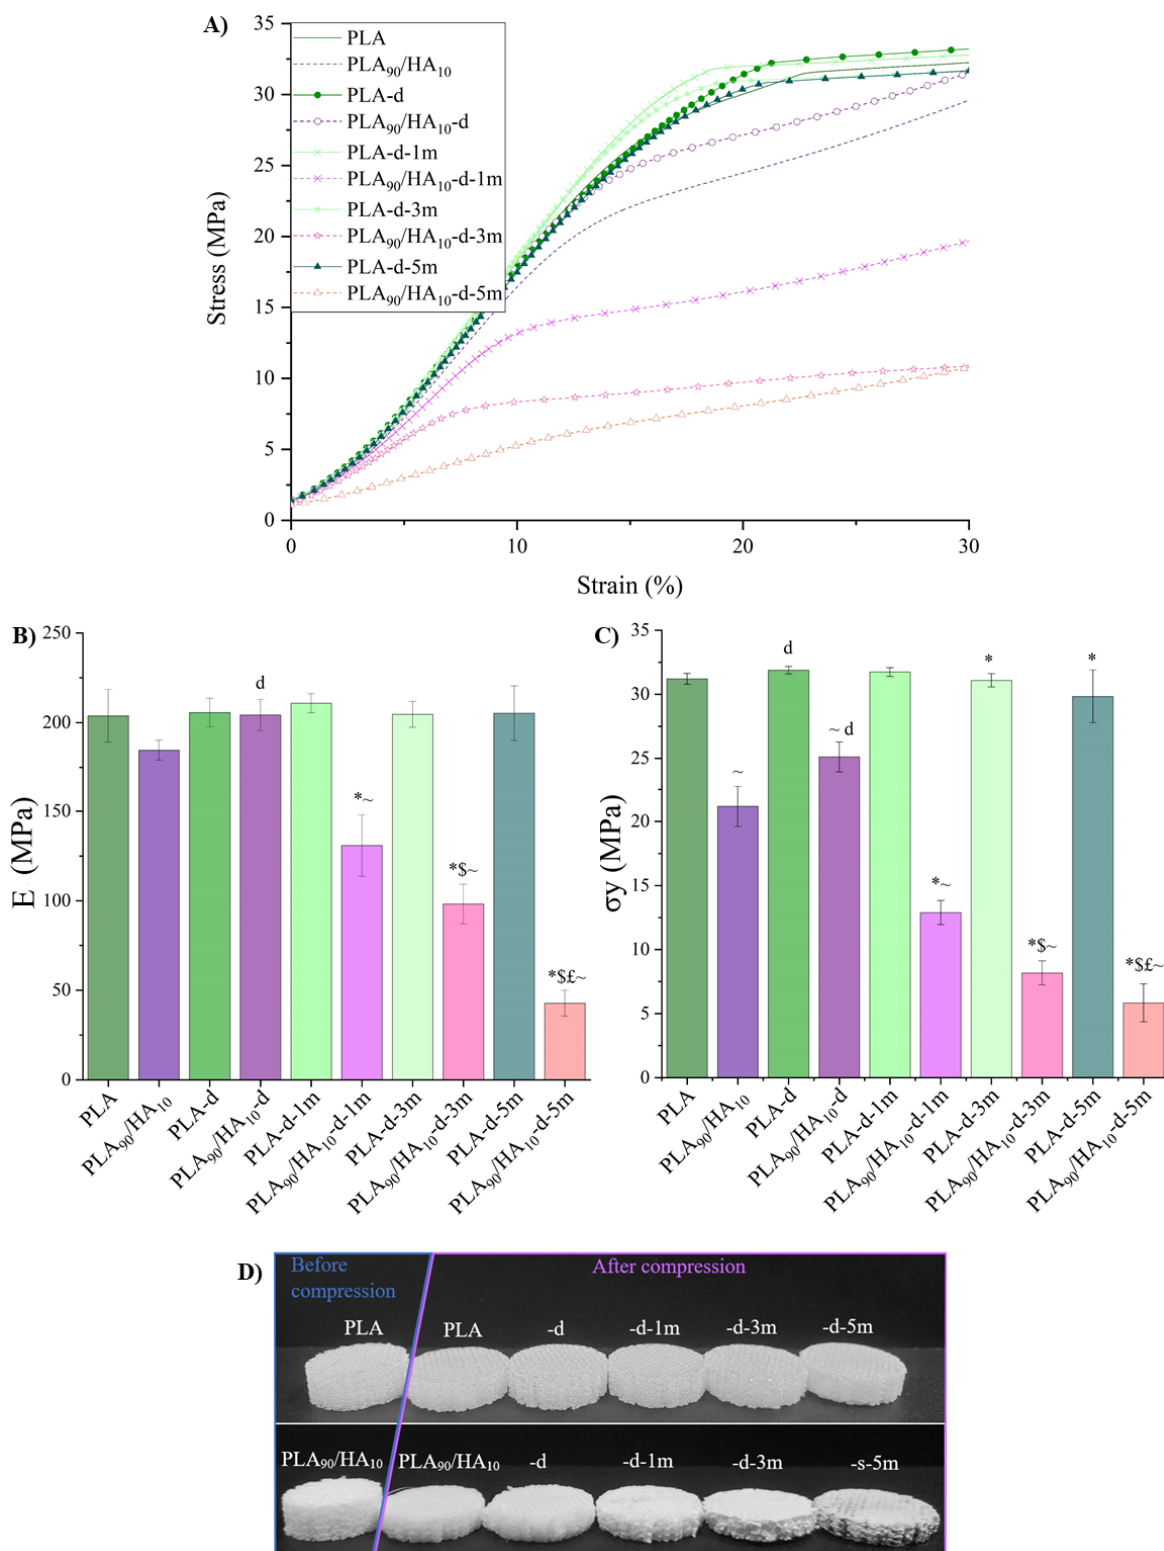 A)
35
30
25
20
15
10
5
0
Stress (MPa)
PLA
PLA₉₀/HA₁₀
PLA-d
PLA₉₀/HA₁₀-d
PLA-d-1m
PLA₉₀/HA₁₀-d-1m
PLA-d-3m
PLA₉₀/HA₁₀-d-3m
PLA-d-5m
PLA₉₀/HA₁₀-d-5m
0 10 20 30
Strain (%)
B)
250
200
150
100
50
0
E (MPa)
d
*~
*$~
*$£~
PLA
PLA₉₀/HA₁₀
PLA-d
PLA₉₀/HA₁₀-d
PLA-d-1m
PLA₉₀/HA₁₀-d-1m
PLA-d-3m
PLA₉₀/HA₁₀-d-3m
PLA-d-5m
PLA₉₀/HA₁₀-d-5m
C)
35
30
25
20
15
10
5
0
σy (MPa)
~
d
~ d
*~
*
*$~
*
*$£~
PLA
PLA₉₀/HA₁₀
PLA-d
PLA₉₀/HA₁₀-d
PLA-d-1m
PLA₉₀/HA₁₀-d-1m
PLA-d-3m
PLA₉₀/HA₁₀-d-3m
PLA-d-5m
PLA₉₀/HA₁₀-d-5m
D)
Before
compression
After compression
PLA PLA -d -d-1m -d-3m -d-5m
PLA₉₀/HA₁₀ PLA₉₀/HA₁₀ -d -d-1m -d-3m -s-5m